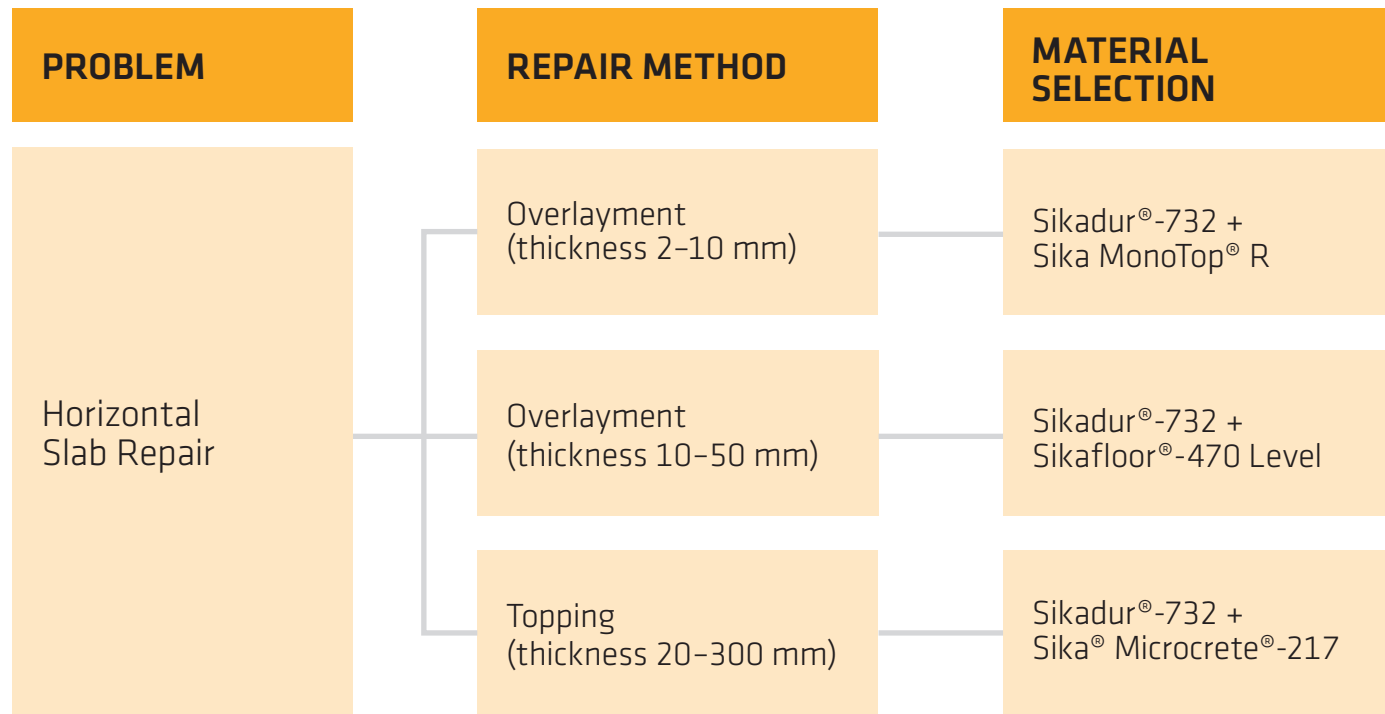 PROBLEM
REPAIR METHOD
MATERIAL
SELECTION
Horizontal
Slab Repair
Overlayment
(thickness 2–10 mm)
Sikadur®-732 +
Sika MonoTop® R
Overlayment
(thickness 10–50 mm)
Sikadur®-732 +
Sikafloor®-470 Level
Topping
(thickness 20–300 mm)
Sikadur®-732 +
Sika® Microcrete®-217